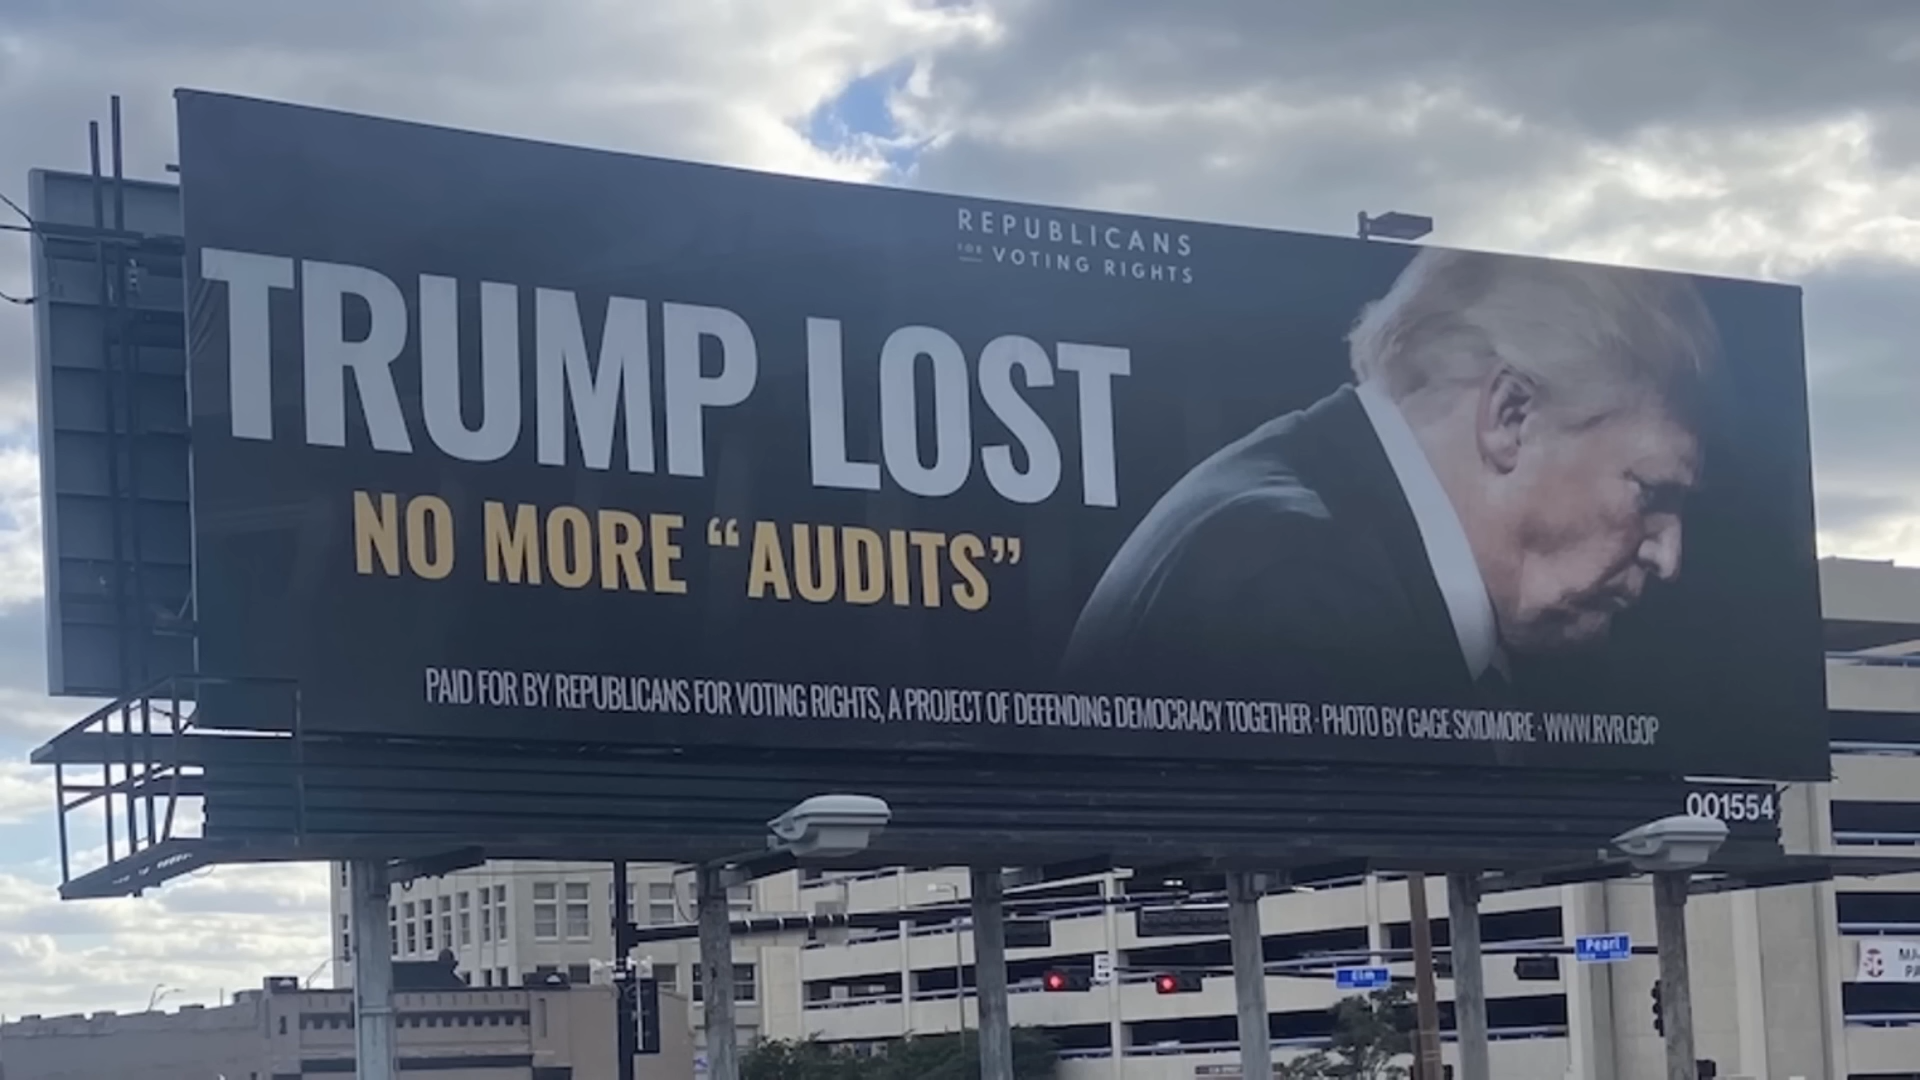 REPUBLICANS
FOR VOTING RIGHTS
TRUMP LOST
NO MORE “AUDITS”
PAID FOR BY REPUBLICANS FOR VOTING RIGHTS, A PROJECT OF DEFENDING DEMOCRACY TOGETHER · PHOTO BY GAGE SKIDMORE · WWW.RVR.GOP
001554
Pearl
Elm